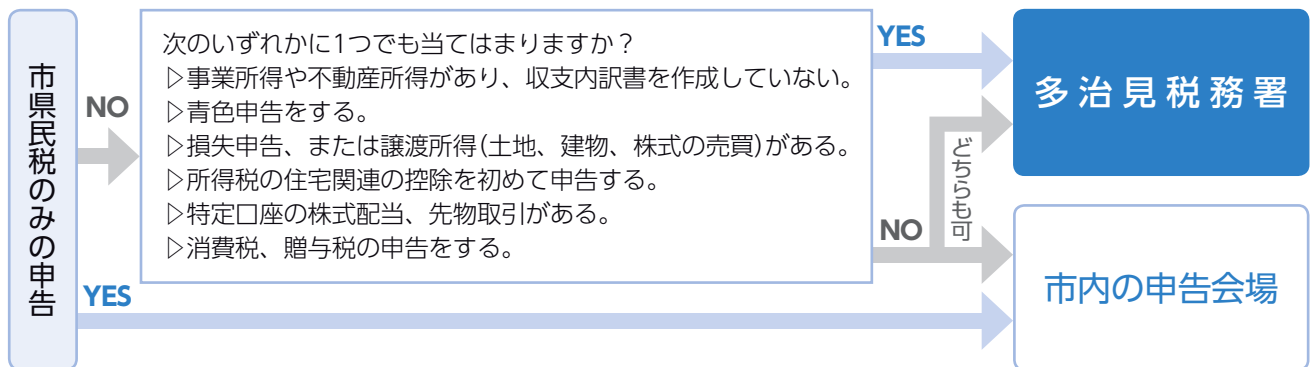 市県民税のみの申告
NO
次のいずれかに1つでも当てはまりますか？
▷事業所得や不動産所得があり、収支内訳書を作成していない。
▷青色申告をする。
▷損失申告、または譲渡所得(土地、建物、株式の売買)がある。
▷所得税の住宅関連の控除を初めて申告する。
▷特定口座の株式配当、先物取引がある。
▷消費税、贈与税の申告をする。
YES
多治見税務署
NO
どちらも可
YES
市内の申告会場